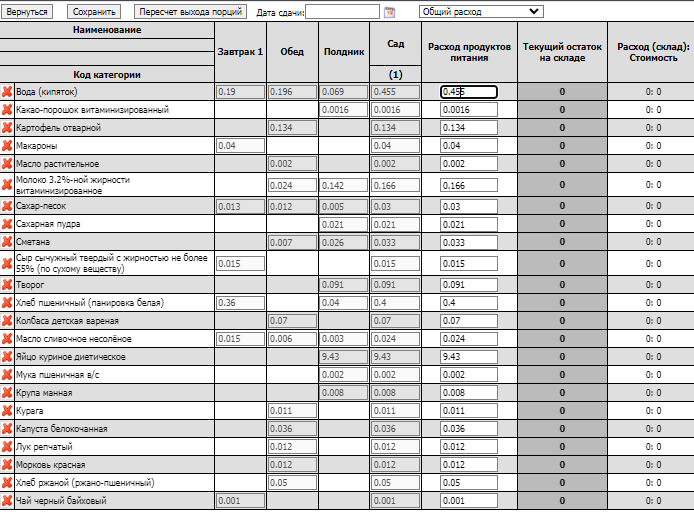 Вернуться Сохранить Пересчет выхода порций Дата сдачи: Общий расход
Наименование Завтрак 1 Обед Полдник Сад Расход продуктов питания Текущий остаток на складе Расход (склад): Стоимость
Код категории (1)
Вода (кипяток) 0.19 0.196 0.069 0.455 0.455 0 0: 0
Какао-порошок витаминизированный 0.0016 0.0016 0.0016 0 0: 0
Картофель отварной 0.134 0.134 0.134 0 0: 0
Макароны 0.04 0.04 0.04 0 0: 0
Масло растительное 0.002 0.002 0.002 0 0: 0
Молоко 3.2%-ной жирности
витаминизированное 0.024 0.142 0.166 0.166 0 0: 0
Сахар-песок 0.013 0.012 0.005 0.03 0.03 0 0: 0
Сахарная пудра 0.021 0.021 0.021 0 0: 0
Сметана 0.007 0.026 0.033 0.033 0 0: 0
Сыр сычужный твердый с жирностью не более
55% (по сухому веществу) 0.015 0.015 0.015 0 0: 0
Творог 0.091 0.091 0.091 0 0: 0
Хлеб пшеничный (панировка белая) 0.36 0.04 0.4 0.4 0 0: 0
Колбаса детская вареная 0.07 0.07 0.07 0 0: 0
Масло сливочное несолёное 0.015 0.006 0.003 0.024 0.024 0 0: 0
Яйцо куриное диетическое 9.43 9.43 9.43 0 0: 0
Мука пшеничная в/с 0.002 0.002 0.002 0 0: 0
Крупа манная 0.008 0.008 0.008 0 0: 0
Курага 0.011 0.011 0.011 0 0: 0
Капуста белокочанная 0.036 0.036 0.036 0 0: 0
Лук репчатый 0.012 0.012 0.012 0 0: 0
Морковь красная 0.012 0.012 0.012 0 0: 0
Хлеб ржаной (ржано-пшеничный) 0.05 0.05 0.05 0 0: 0
Чай черный байховый 0.001 0.001 0.001 0 0: 0